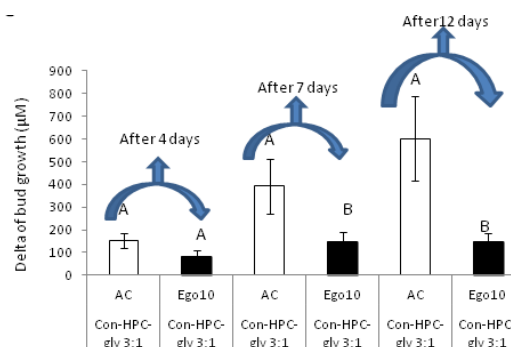 After 12 days
After 7 days
After 4 days
Delta of bud growth (µM)
900
800
700
600
500
400
300
200
100
0
A
A
A
B
A
B
AC
Ego10
AC
Ego10
AC
Ego10
Con-HPC-
gly 3:1
Con-HPC-
gly 3:1
Con-HPC-
gly 3:1
Con-HPC-
gly 3:1
Con-HPC-
gly 3:1
Con-HPC-
gly 3:1